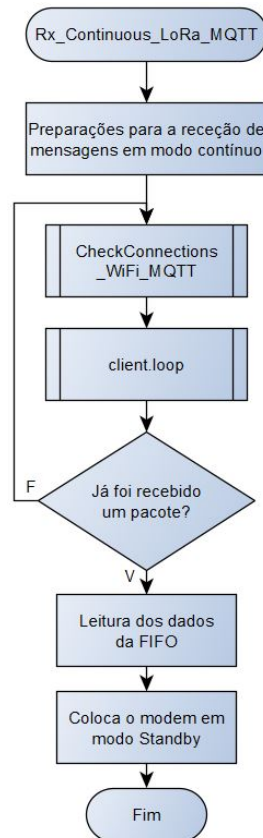 Rx_Continuous_LoRa_MQTT
Preparações para a receção de
mensagens em modo contínuo
CheckConnections
_WiFi_MQTT
client.loop
Já foi recebido
um pacote?
F
V
Leitura dos dados
da FIFO
Coloca o modem em
modo Standby
Fim